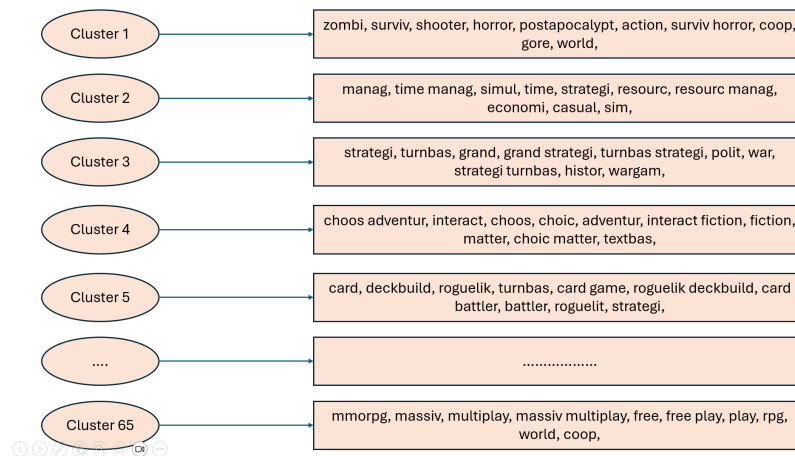 Cluster 1
zombi, surviv, shooter, horror, postapocalypt, action, surviv horror, coop,
gore, world,
Cluster 2
manag, time manag, simul, time, strategi, resourc, resourc manag,
economi, casual, sim,
Cluster 3
strategi, turnbas, grand, grand strategi, turnbas strategi, polit, war,
strategi turnbas, histor, wargam,
Cluster 4
choos adventur, interact, choos, choic, adventur, interact fiction, fiction,
matter, choic matter, textbas,
Cluster 5
card, deckbuild, roguelik, turnbas, card game, roguelik deckbuild, card
battler, battler, roguelit, strategi,
....
..................
Cluster 65
mmorpg, massiv, multiplay, massiv multiplay, free, free play, play, rpg,
world, coop,